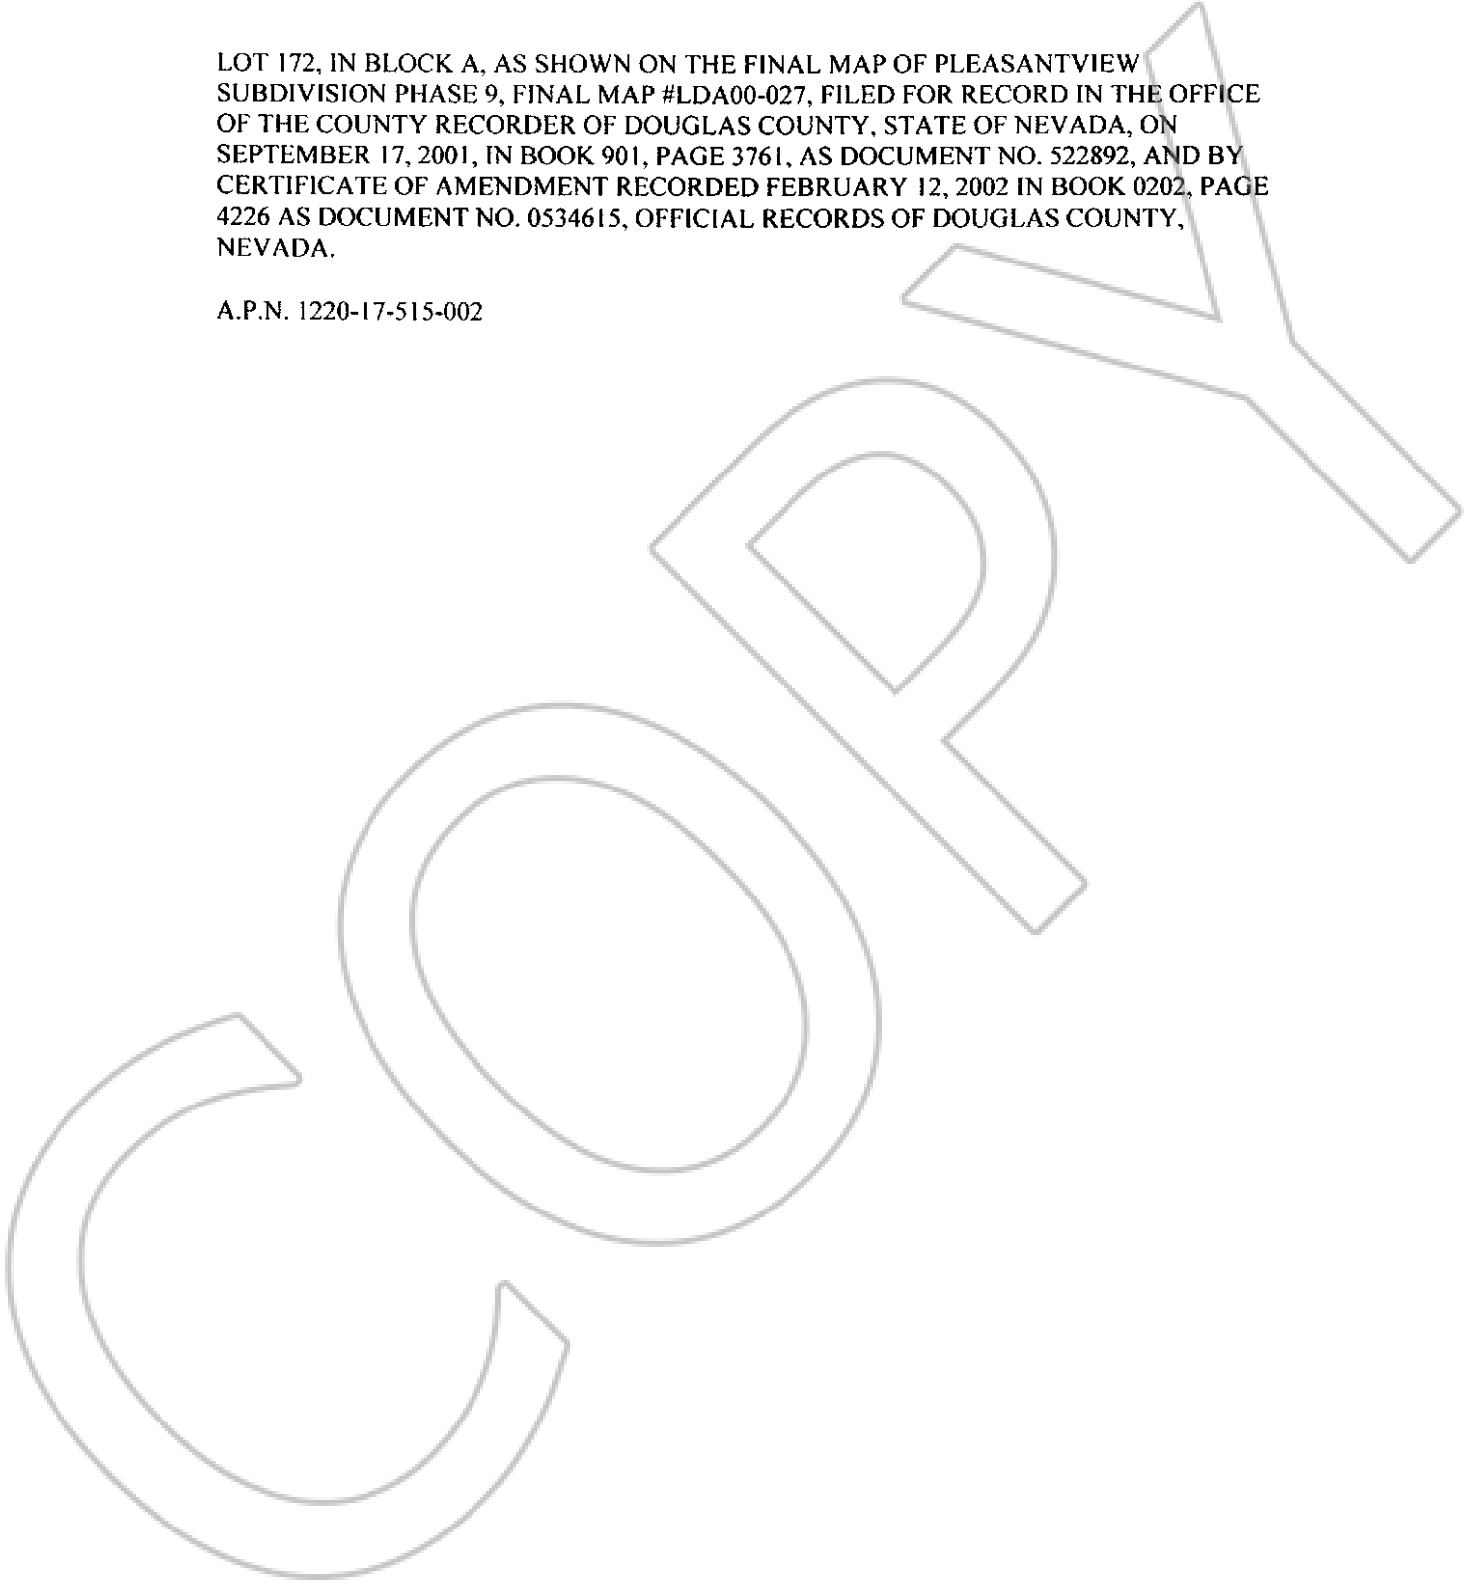 LOT 172, IN BLOCK A, AS SHOWN ON THE FINAL MAP OF PLEASANTVIEW
SUBDIVISION PHASE 9, FINAL MAP #LDA00-027, FILED FOR RECORD IN THE OFFICE
OF THE COUNTY RECORDER OF DOUGLAS COUNTY, STATE OF NEVADA, ON
SEPTEMBER 17, 2001, IN BOOK 901, PAGE 3761, AS DOCUMENT NO. 522892, AND BY
CERTIFICATE OF AMENDMENT RECORDED FEBRUARY 12, 2002 IN BOOK 0202, PAGE
4226 AS DOCUMENT NO. 0534615, OFFICIAL RECORDS OF DOUGLAS COUNTY,
NEVADA.
A.P.N. 1220-17-515-002
COPY